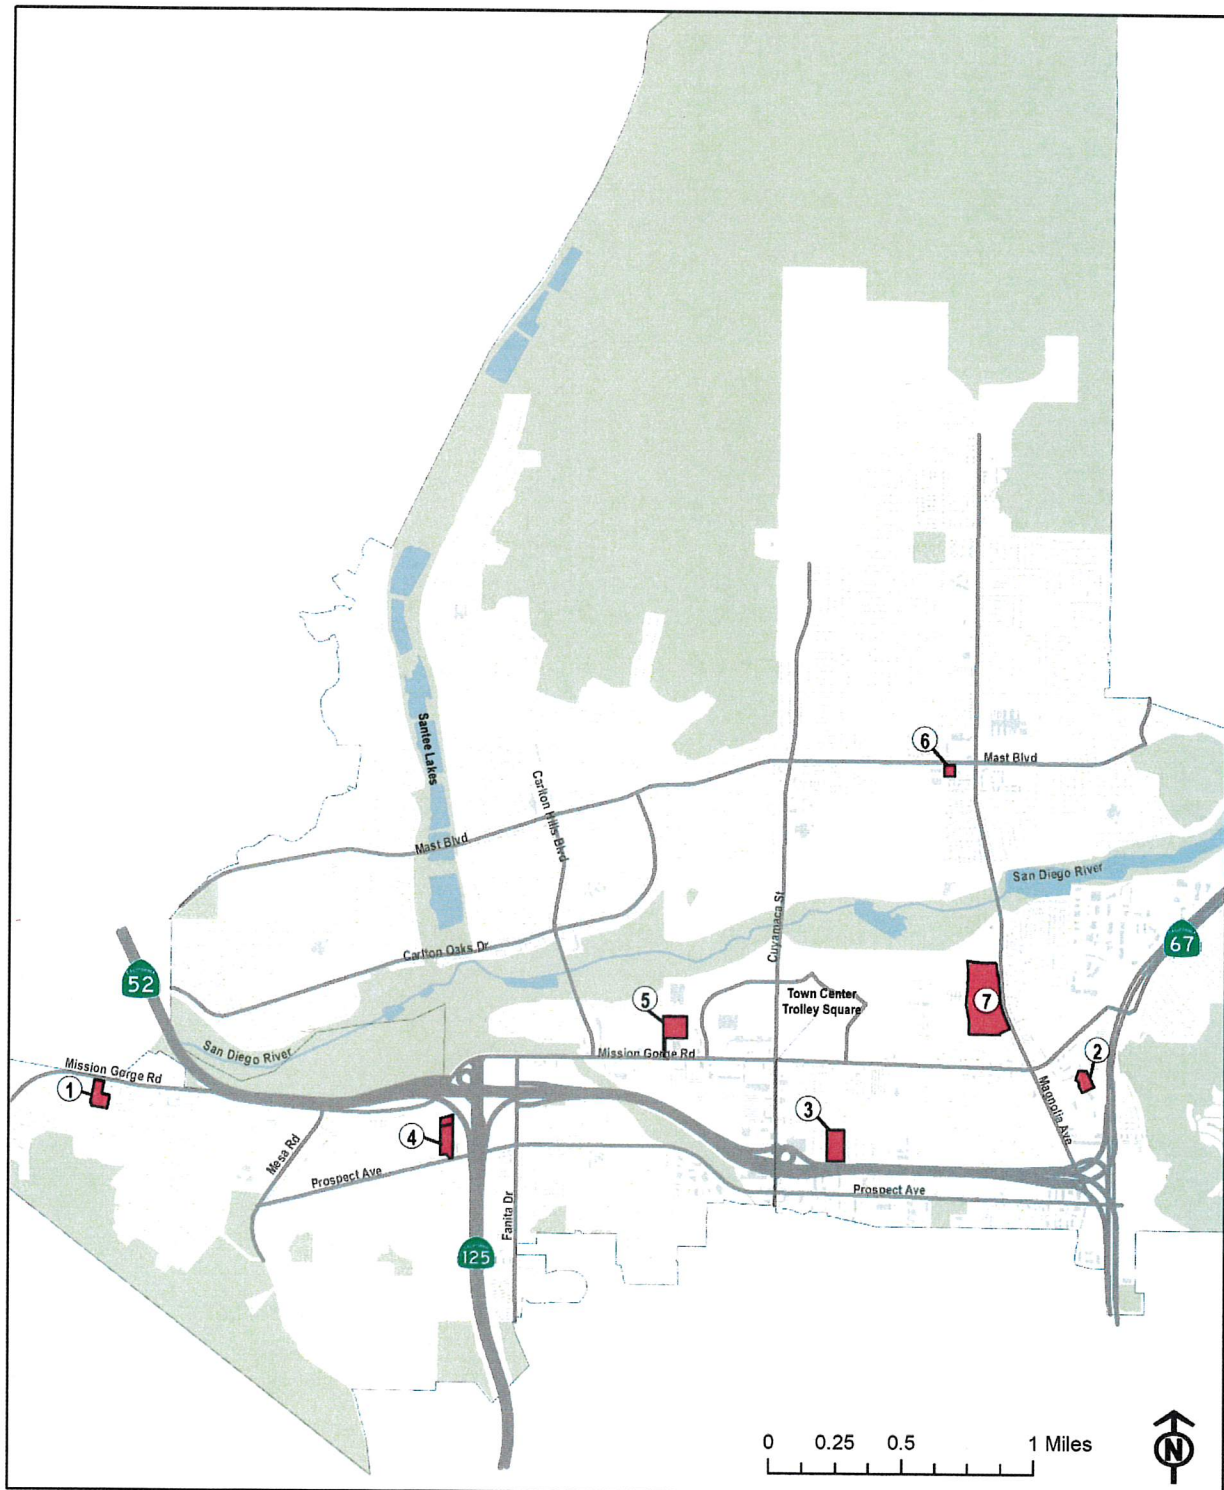 Santee Lakes
6
Mast Blvd
Carlton Hills Blvd
Mast Blvd
San Diego River
Cuyamaca St
CALIFORNIA
67
Carlton Oaks Dr
CALIFORNIA
52
Town Center
Trolley Square
7
5
San Diego River
Mission Gorge Rd
2
Mission Gorge Rd
1
Magnolia Ave
3
4
Mesa Rd
Prospect Ave
Prospect Ave
Fanita Dr
125
0 0.25 0.5 1 Miles
N